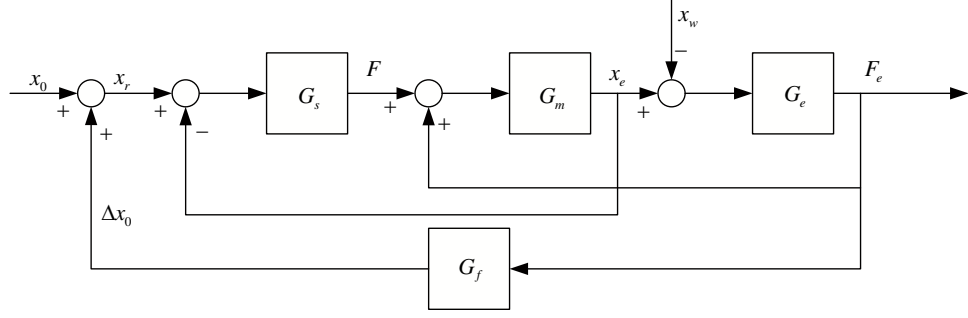 x_w
−
x_0
x_r
G_s
F
G_m
x_e
G_e
F_e
+
+
+
+
+
−
+
Δx_0
G_f